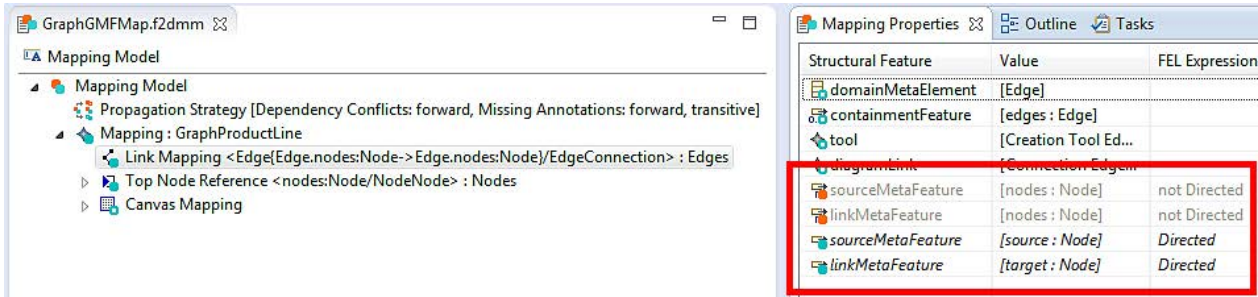 GraphGMFMap.f2dmm
Mapping Model
Mapping Model
Propagation Strategy [Dependency Conflicts: forward, Missing Annotations: forward, transitive]
Mapping : GraphProductLine
Link Mapping <Edge{Edge.nodes:Node->Edge.nodes:Node}/EdgeConnection> : Edges
Top Node Reference <nodes:Node/NodeNode> : Nodes
Canvas Mapping
Mapping Properties Outline Tasks
Structural Feature Value FEL Expression
domainMetaElement [Edge]
containmentFeature [edges : Edge]
tool [Creation Tool Ed...
diagramLink [Connection Edge...
sourceMetaFeature [nodes : Node] not Directed
linkMetaFeature [nodes : Node] not Directed
sourceMetaFeature [source : Node] Directed
linkMetaFeature [target : Node] Directed